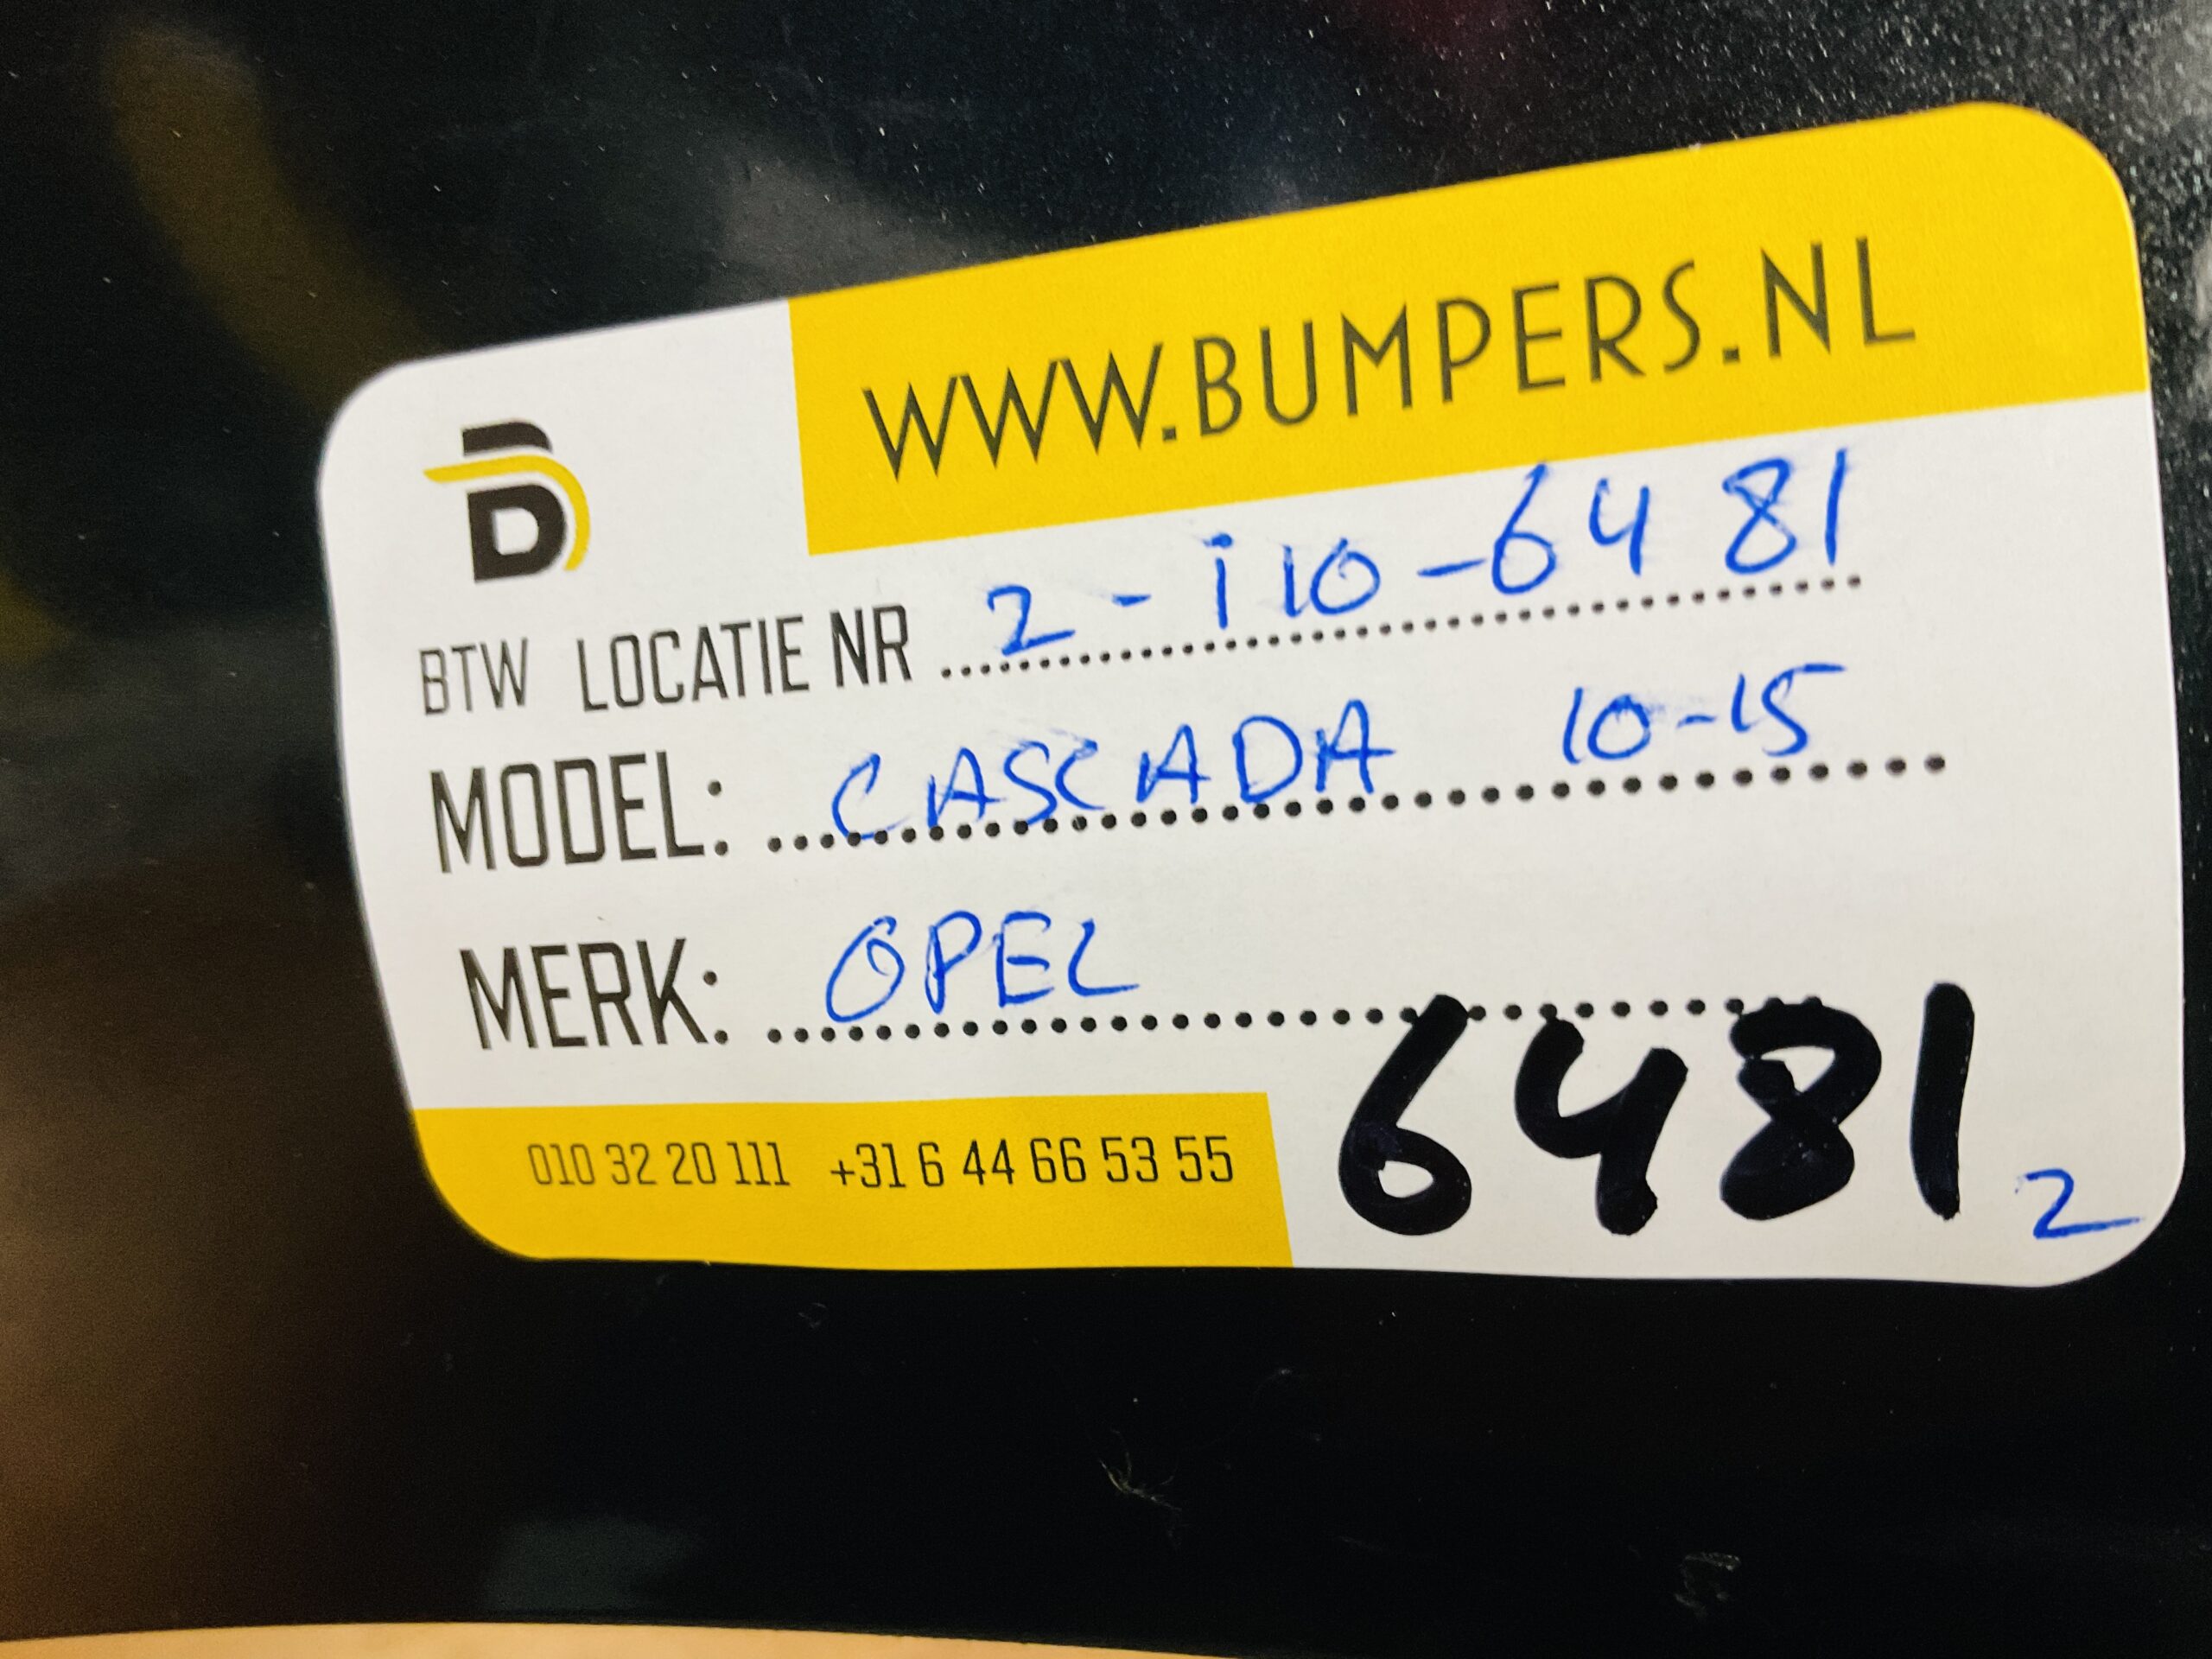 WWW.BUMPERS.NL
B
BTW LOCATIE NR 2-i10-6481
MODEL: CASCADA 10-15
MERK: OPEL
6481 2
010 32 20 111 +31 6 44 66 53 55